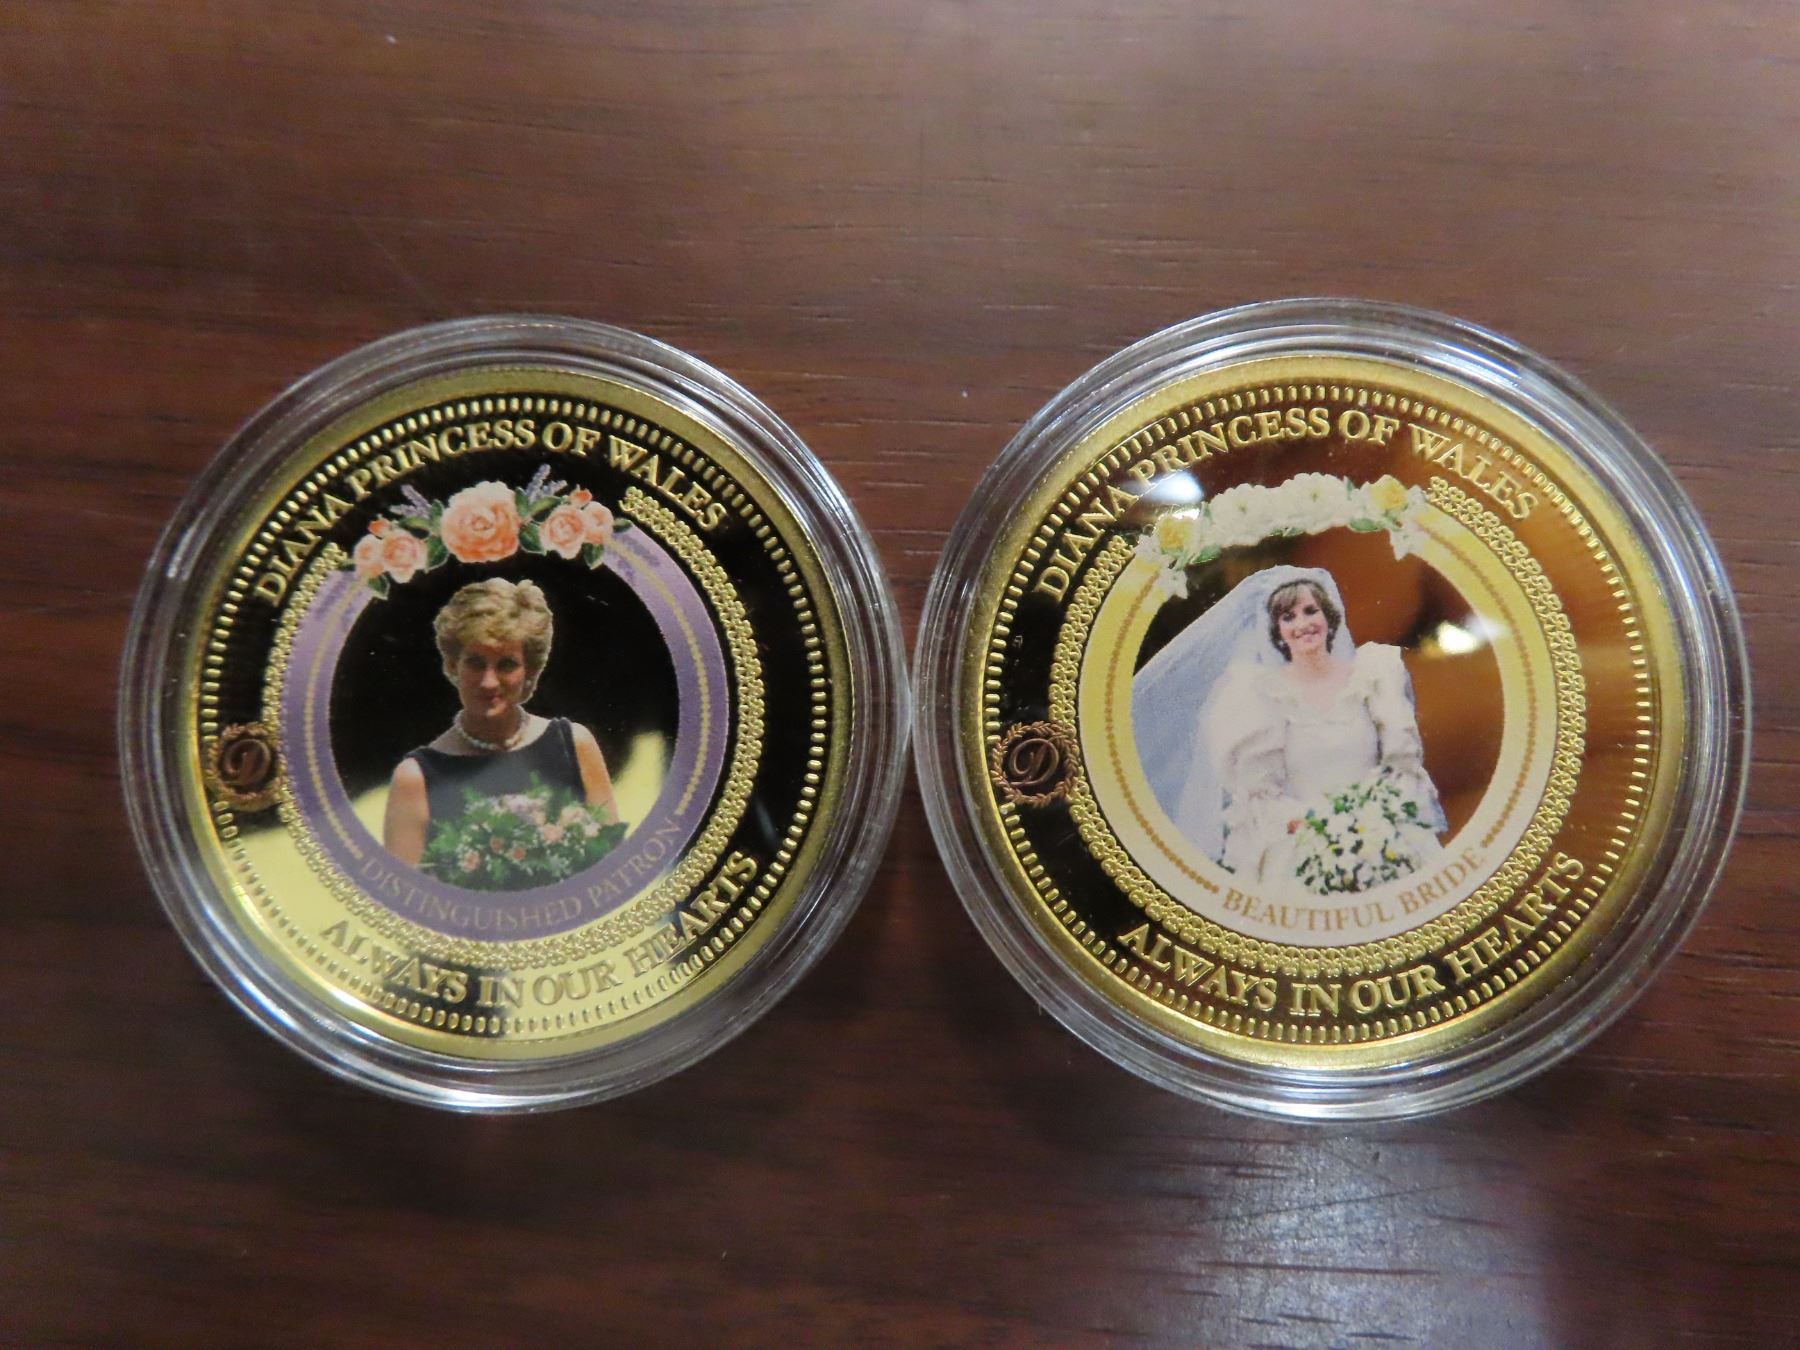 DIANA PRINCESS OF WALES
D
DISTINGUISHED PATRON
ALWAYS IN OUR HEARTS
DIANA PRINCESS OF WALES
D
BEAUTIFUL BRIDE
ALWAYS IN OUR HEARTS